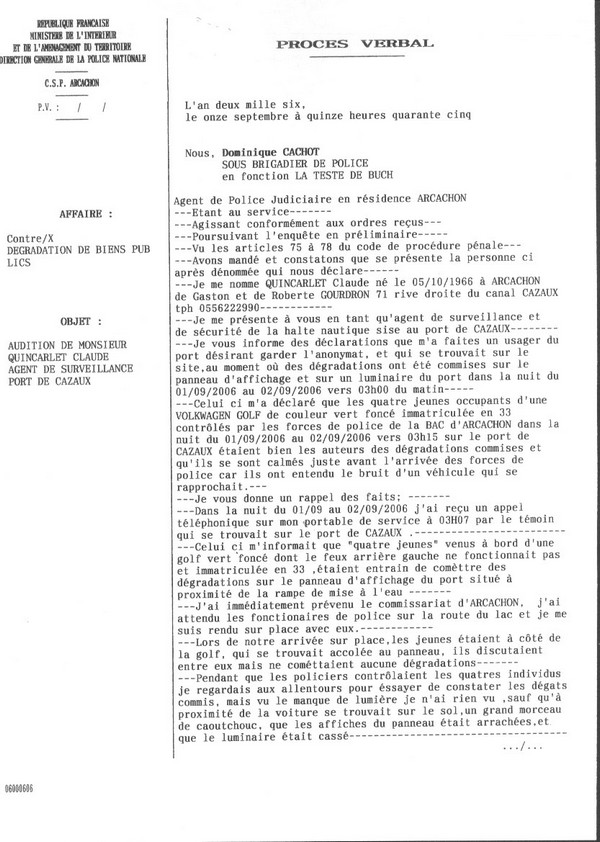 REPUBLIQUE FRANCAISE
MINISTERE DE L'INTERIEUR
ET DE L'AMENAGEMENT DU TERRITOIRE
DIRECTION GENERALE DE LA POLICE NATIONALE
C.S.P. ARCACHON
P.V. : / /
AFFAIRE :
Contre/X
DEGRADATION DE BIENS PUB
LICS
OBJET :
AUDITION DE MONSIEUR
QUINCARLET CLAUDE
AGENT DE SURVEILLANCE
PORT DE CAZAUX
PROCES VERBAL
L'an deux mille six,
le onze septembre à quinze heures quarante cinq
Nous, Dominique CACHOT
SOUS BRIGADIER DE POLICE
en fonction LA TESTE DE BUCH
Agent de Police Judiciaire en résidence ARCACHON
---Etant au service-------
---Agissant conformément aux ordres reçus---
---Poursuivant l'enquête en préliminaire-----
---Vu les articles 75 à 78 du code de procédure pénale---
---Avons mandé et constatons que se présente la personne ci
après dénommée qui nous déclare------
---Je me nomme QUINCARLET Claude né le 05/10/1966 à ARCACHON
de Gaston et de Roberte GOURDRON 71 rive droite du canal CAZAUX
tph 0556222990------------
---Je me présente à vous en tant qu'agent de surveillance et
de sécurité de la halte nautique sise au port de CAZAUX--------
---Je vous informe des déclarations que m'a faites un usager du
port désirant garder l'anonymat, et qui se trouvait sur le
site,au moment où des dégradations ont été commises sur le
panneau d'affichage et sur un luminaire du port dans la nuit du
01/09/2006 au 02/09/2006 vers 03h00 du matin-----
---Celui ci m'a déclaré que les quatre jeunes occupants d'une
VOLKWAGEN GOLF de couleur vert foncé immatriculée en 33
contrôlés par les forces de police de la BAC d'ARCACHON dans la
nuit du 01/09/2006 au 02/09/2006 vers 03h15 sur le port de
CAZAUX étaient bien les auteurs des dégradations commises et
qu'ils se sont calmés juste avant l'arrivée des forces de
police car ils ont entendu le bruit d'un véhicule qui se
rapprochait.---
---Je vous donne un rappel des faits; -------
---Dans la nuit du 01/09 au 02/09/2006 j'ai reçu un appel
téléphonique sur mon portable de service à 03H07 par le témoin
qui se trouvait sur le port de CAZAUX .------------------------
---Celui ci m'informait que "quatre jeunes" venus à bord d'une
golf vert foncé dont le feux arrière gauche ne fonctionnait pas
et immatriculée en 33 ,étaient entrain de comèttre des
dégradations sur le panneau d'affichage du port situé à
proximité de la rampe de mise à l'eau -------
---J'ai immédiatement prévenu le commissariat d'ARCACHON, j'ai
attendu les fonctionaires de police sur la route du lac et je me
suis rendu sur place avec eux.------------
---Lors de notre arrivée sur place,les jeunes étaient à côté de
la golf, qui se trouvait accolée au panneau, ils discutaient
entre eux mais ne cométtaient aucune dégradations-------
---Pendant que les policiers contrôlaient les quatres individus
je regardais aux allentours pour éssayer de constater les dégats
commis, mais vu le manque de lumière je n'ai rien vu ,sauf qu'à
proximité de la voiture se trouvait sur le sol,un grand morceau
de caoutchouc, que les affiches du panneau était arrachées,et
que le luminaire était cassé-----------------------------------
.../...
06000606